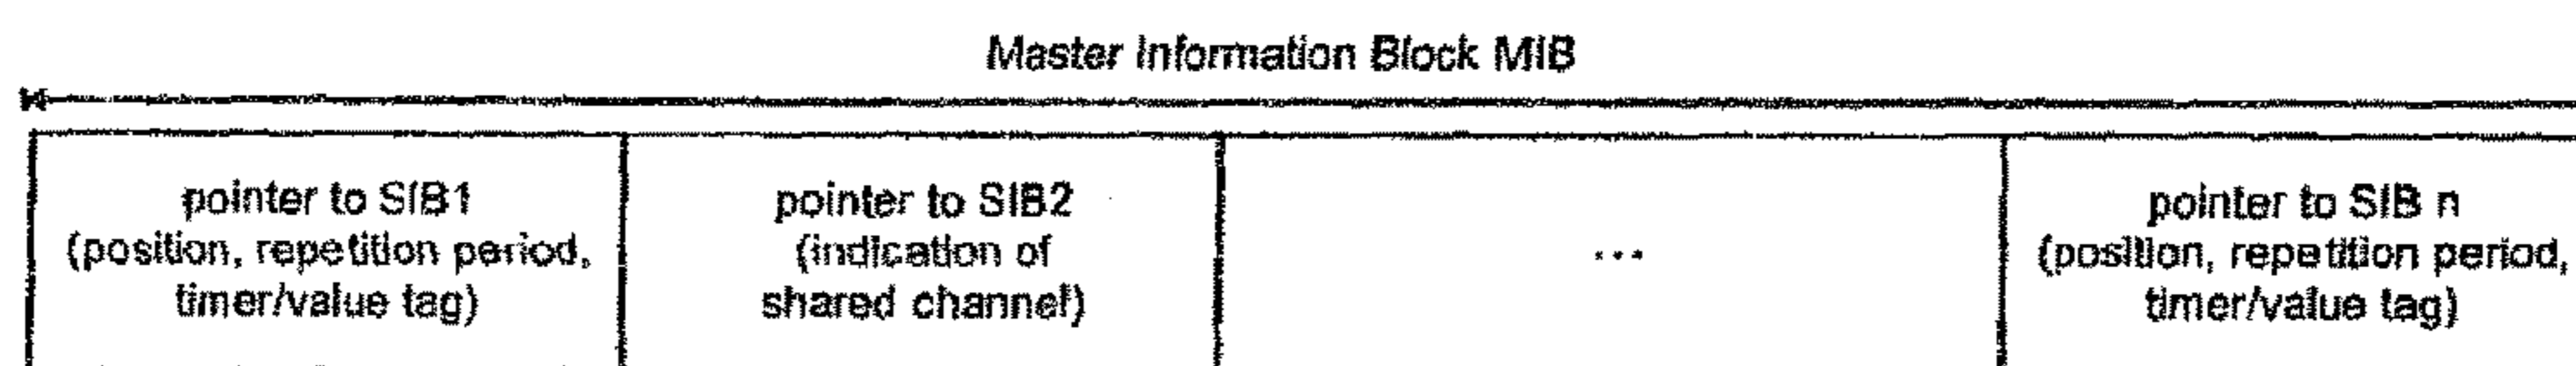 Master Information Block MIB
pointer to SIB1
(position, repetition period,
timer/value tag)
pointer to SIB2
(indication of
shared channel)
...
pointer to SIB n
(position, repetition period,
timer/value tag)